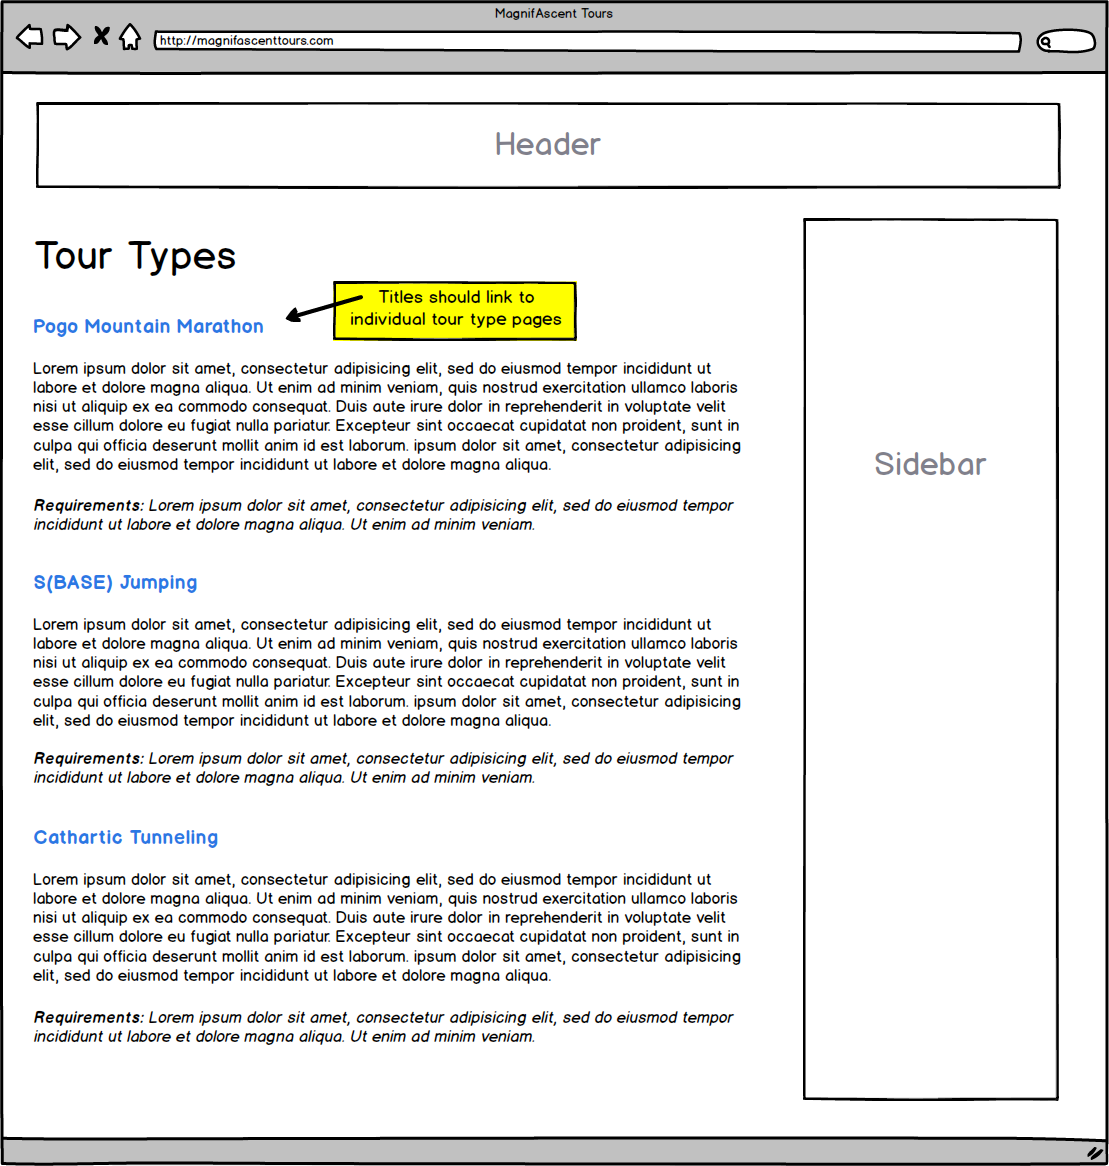 MagnifAscent Tours
http://magnifascenttours.com
Header
Tour Types
Titles should link to
individual tour type pages
Pogo Mountain Marathon
Lorem ipsum dolor sit amet, consectetur adipisicing elit, sed do eiusmod tempor incididunt ut
labore et dolore magna aliqua. Ut enim ad minim veniam, quis nostrud exercitation ullamco laboris
nisi ut aliquip ex ea commodo consequat. Duis aute irure dolor in reprehenderit in voluptate velit
esse cillum dolore eu fugiat nulla pariatur. Excepteur sint occaecat cupidatat non proident, sunt in
culpa qui officia deserunt mollit anim id est laborum. ipsum dolor sit amet, consectetur adipisicing
elit, sed do eiusmod tempor incididunt ut labore et dolore magna aliqua.
Requirements: Lorem ipsum dolor sit amet, consectetur adipisicing elit, sed do eiusmod tempor
incididunt ut labore et dolore magna aliqua. Ut enim ad minim veniam.
S(BASE) Jumping
Lorem ipsum dolor sit amet, consectetur adipisicing elit, sed do eiusmod tempor incididunt ut
labore et dolore magna aliqua. Ut enim ad minim veniam, quis nostrud exercitation ullamco laboris
nisi ut aliquip ex ea commodo consequat. Duis aute irure dolor in reprehenderit in voluptate velit
esse cillum dolore eu fugiat nulla pariatur. Excepteur sint occaecat cupidatat non proident, sunt in
culpa qui officia deserunt mollit anim id est laborum. ipsum dolor sit amet, consectetur adipisicing
elit, sed do eiusmod tempor incididunt ut labore et dolore magna aliqua.
Requirements: Lorem ipsum dolor sit amet, consectetur adipisicing elit, sed do eiusmod tempor
incididunt ut labore et dolore magna aliqua. Ut enim ad minim veniam.
Cathartic Tunneling
Lorem ipsum dolor sit amet, consectetur adipisicing elit, sed do eiusmod tempor incididunt ut
labore et dolore magna aliqua. Ut enim ad minim veniam, quis nostrud exercitation ullamco laboris
nisi ut aliquip ex ea commodo consequat. Duis aute irure dolor in reprehenderit in voluptate velit
esse cillum dolore eu fugiat nulla pariatur. Excepteur sint occaecat cupidatat non proident, sunt in
culpa qui officia deserunt mollit anim id est laborum. ipsum dolor sit amet, consectetur adipisicing
elit, sed do eiusmod tempor incididunt ut labore et dolore magna aliqua.
Requirements: Lorem ipsum dolor sit amet, consectetur adipisicing elit, sed do eiusmod tempor
incididunt ut labore et dolore magna aliqua. Ut enim ad minim veniam.
Sidebar